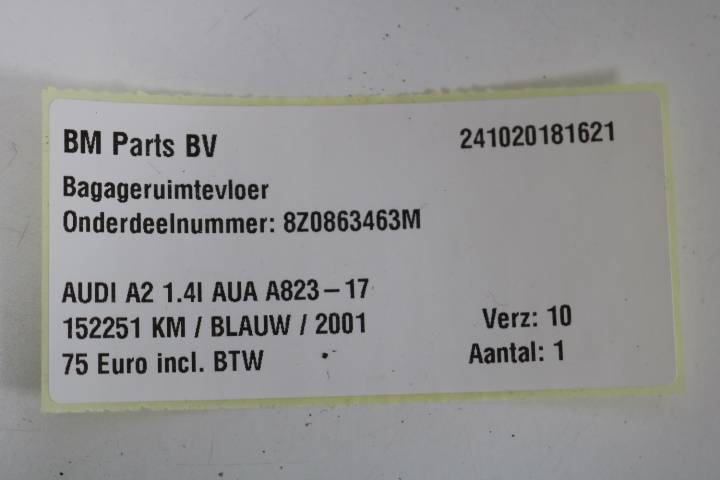 BM Parts BV 241020181621
Bagageruimtevloer
Onderdeelnummer: 8Z0863463M
AUDI A2 1.4I AUA A823-17
152251 KM / BLAUW / 2001 Verz: 10
75 Euro incl. BTW Aantal: 1